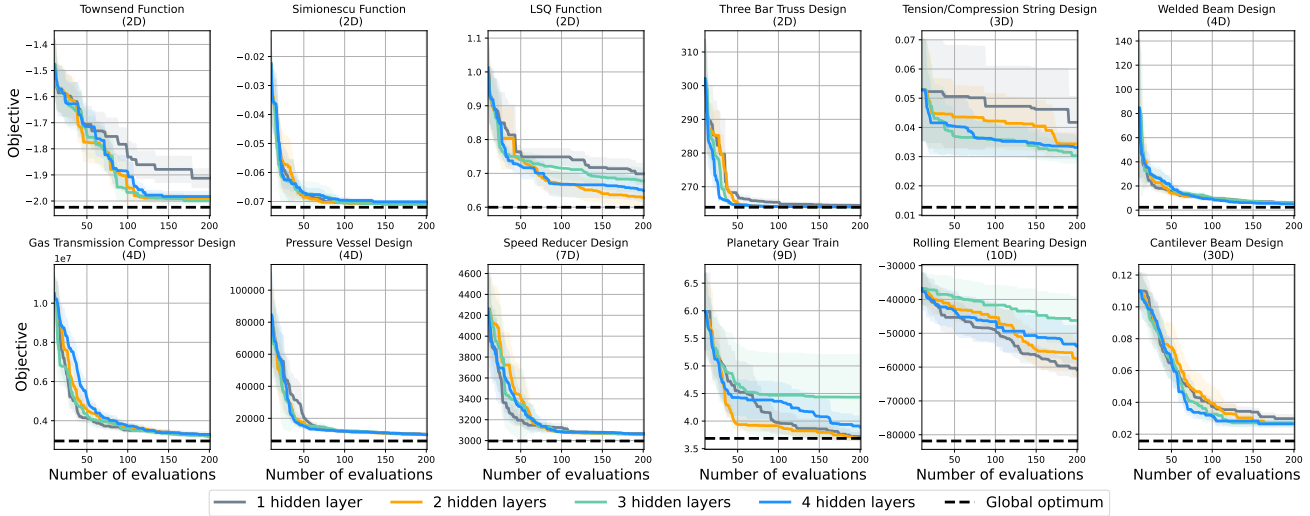 Townsend Function
(2D)
Simionescu Function
(2D)
LSQ Function
(2D)
Three Bar Truss Design
(2D)
Tension/Compression String Design
(3D)
Welded Beam Design
(4D)
Objective
−1.4
−1.5
−1.6
−1.7
−1.8
−1.9
−2.0
50 100 150 200
−0.02
−0.03
−0.04
−0.05
−0.06
−0.07
50 100 150 200
1.1
1.0
0.9
0.8
0.7
0.6
50 100 150 200
310
300
290
280
270
50 100 150 200
0.07
0.06
0.05
0.04
0.03
0.02
0.01
50 100 150 200
140
120
100
80
60
40
20
0
50 100 150 200
Gas Transmission Compressor Design
(4D)
Pressure Vessel Design
(4D)
Speed Reducer Design
(7D)
Planetary Gear Train
(9D)
Rolling Element Bearing Design
(10D)
Cantilever Beam Design
(30D)
Objective
1e7
1.0
0.8
0.6
0.4
50 100 150 200
Number of evaluations
100000
80000
60000
40000
20000
50 100 150 200
Number of evaluations
4600
4400
4200
4000
3800
3600
3400
3200
3000
50 100 150 200
Number of evaluations
6.5
6.0
5.5
5.0
4.5
4.0
3.5
50 100 150 200
Number of evaluations
−30000
−40000
−50000
−60000
−70000
−80000
50 100 150 200
Number of evaluations
0.12
0.10
0.08
0.06
0.04
0.02
50 100 150 200
Number of evaluations
1 hidden layer 2 hidden layers 3 hidden layers 4 hidden layers Global optimum